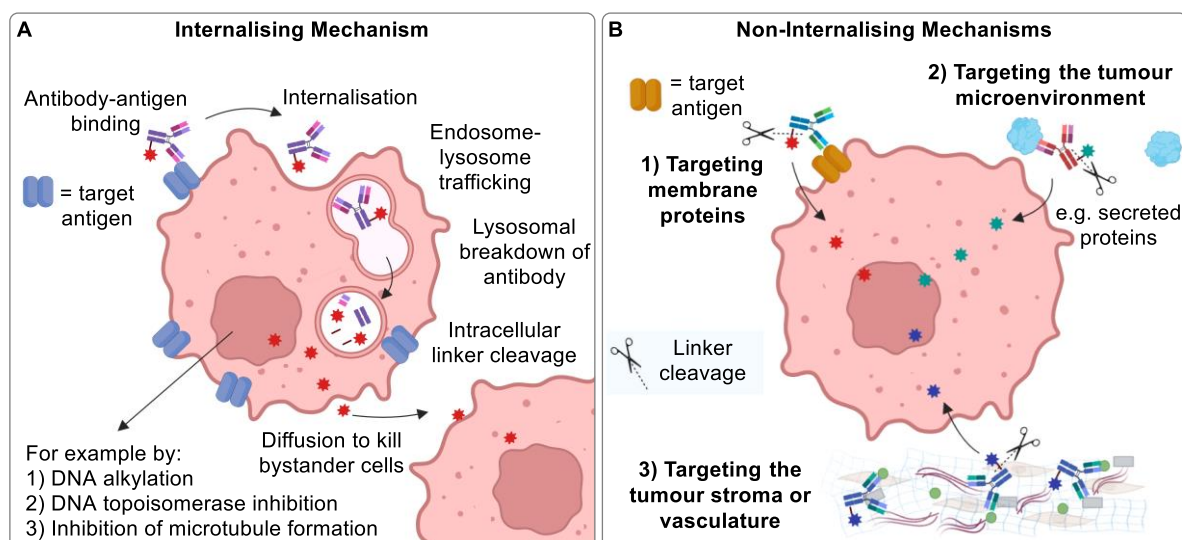 A
Internalising Mechanism
Antibody-antigen
binding
Internalisation
Endosome-
lysosome
trafficking
= target
antigen
Lysosomal
breakdown of
antibody
Intracellular
linker cleavage
Diffusion to kill
bystander cells
For example by:
1) DNA alkylation
2) DNA topoisomerase inhibition
3) Inhibition of microtubule formation
B
Non-Internalising Mechanisms
= target
antigen
2) Targeting the tumour
microenvironment
1) Targeting
membrane
proteins
e.g. secreted
proteins
Linker
cleavage
3) Targeting the
tumour stroma or
vasculature